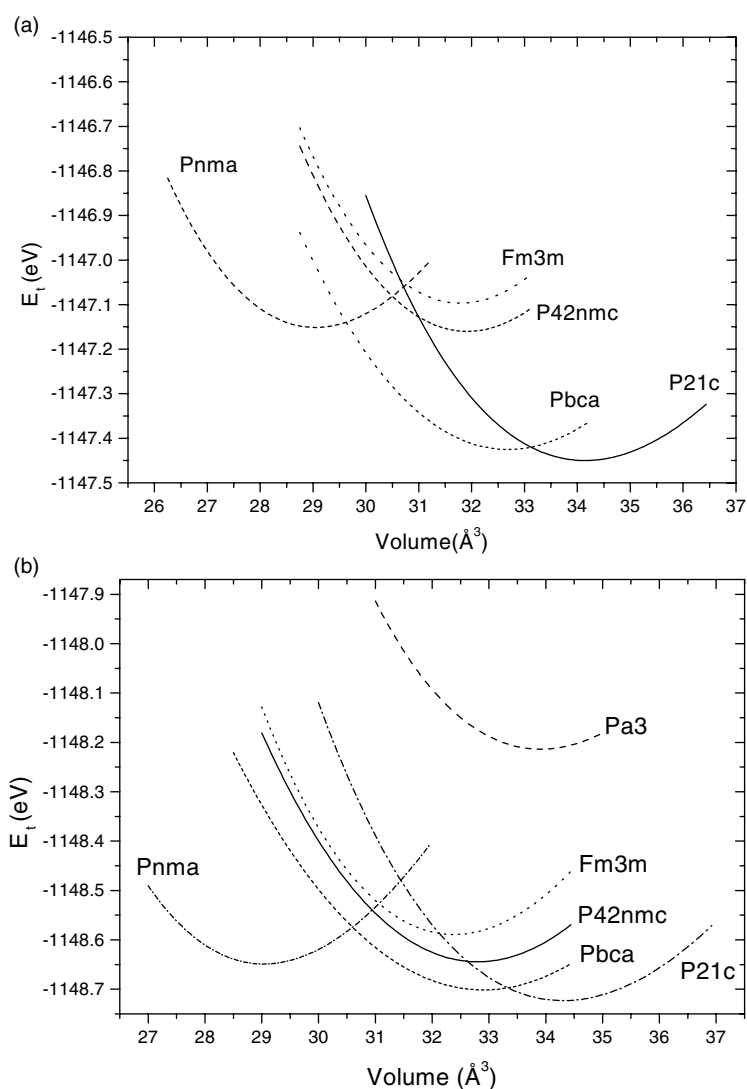 (a)
-1146.5
-1146.6
-1146.7
-1146.8
-1146.9
-1147.0
-1147.1
-1147.2
-1147.3
-1147.4
-1147.5
E_t (eV)
Pnma
Fm3m
P42nmc
P21c
Pbca
26 27 28 29 30 31 32 33 34 35 36 37
Volume(Å³)
(b)
-1147.9
-1148.0
-1148.1
-1148.2
-1148.3
-1148.4
-1148.5
-1148.6
-1148.7
E_t (eV)
Pa3
Pnma
Fm3m
P42nmc
Pbca
P21c
27 28 29 30 31 32 33 34 35 36 37
Volume (Å³)